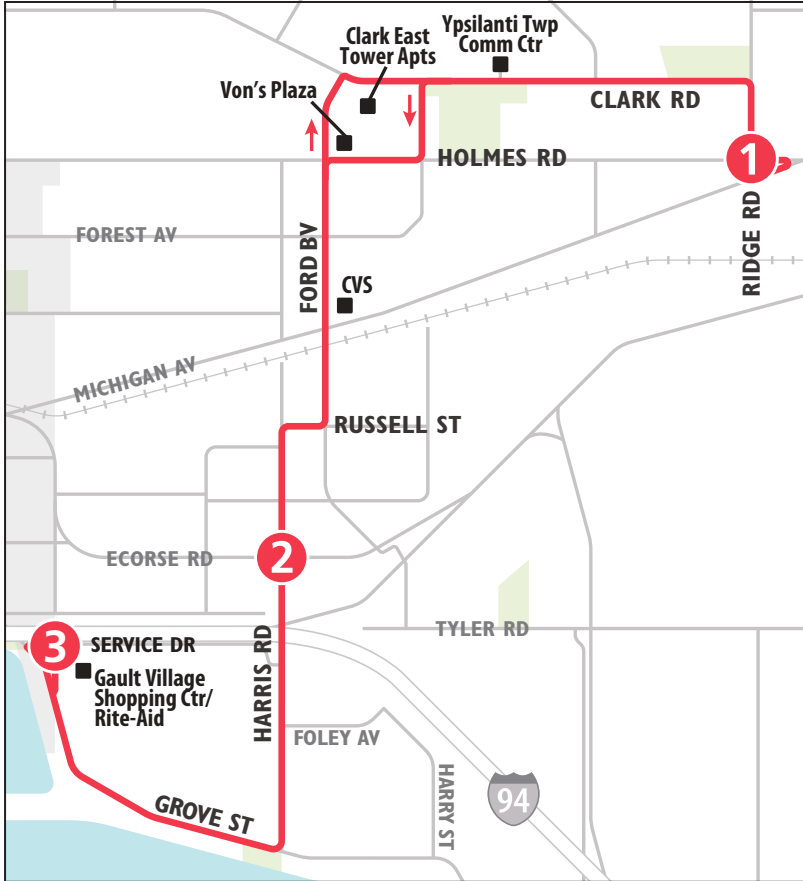 Ypsilanti Twp
Comm Ctr
Clark East
Tower Apts
Von's Plaza
CLARK RD
HOLMES RD
1
FOREST AV
FORD BV
RIDGE RD
CVS
MICHIGAN AV
RUSSELL ST
2
ECORSE RD
TYLER RD
3
SERVICE DR
Gault Village
Shopping Ctr/
Rite-Aid
HARRIS RD
FOLEY AV
HARRY ST
94
GROVE ST